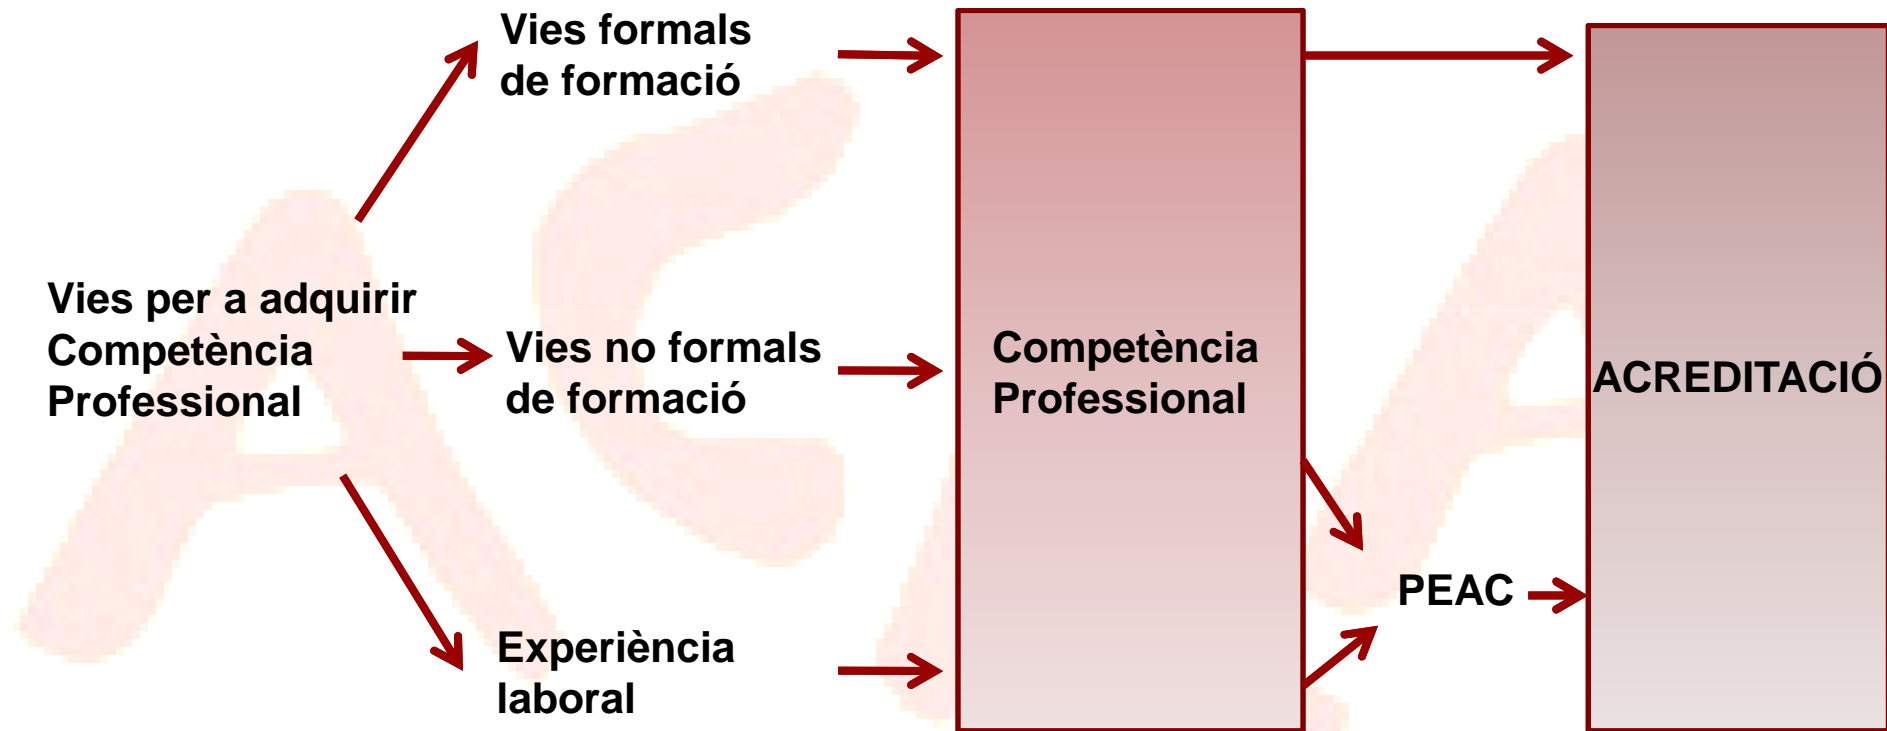 Vies formals
de formació
Vies per a adquirir
Competència
Professional
Vies no formals
de formació
Experiència
laboral
Competència
Professional
PEAC
ACREDITACIÓ